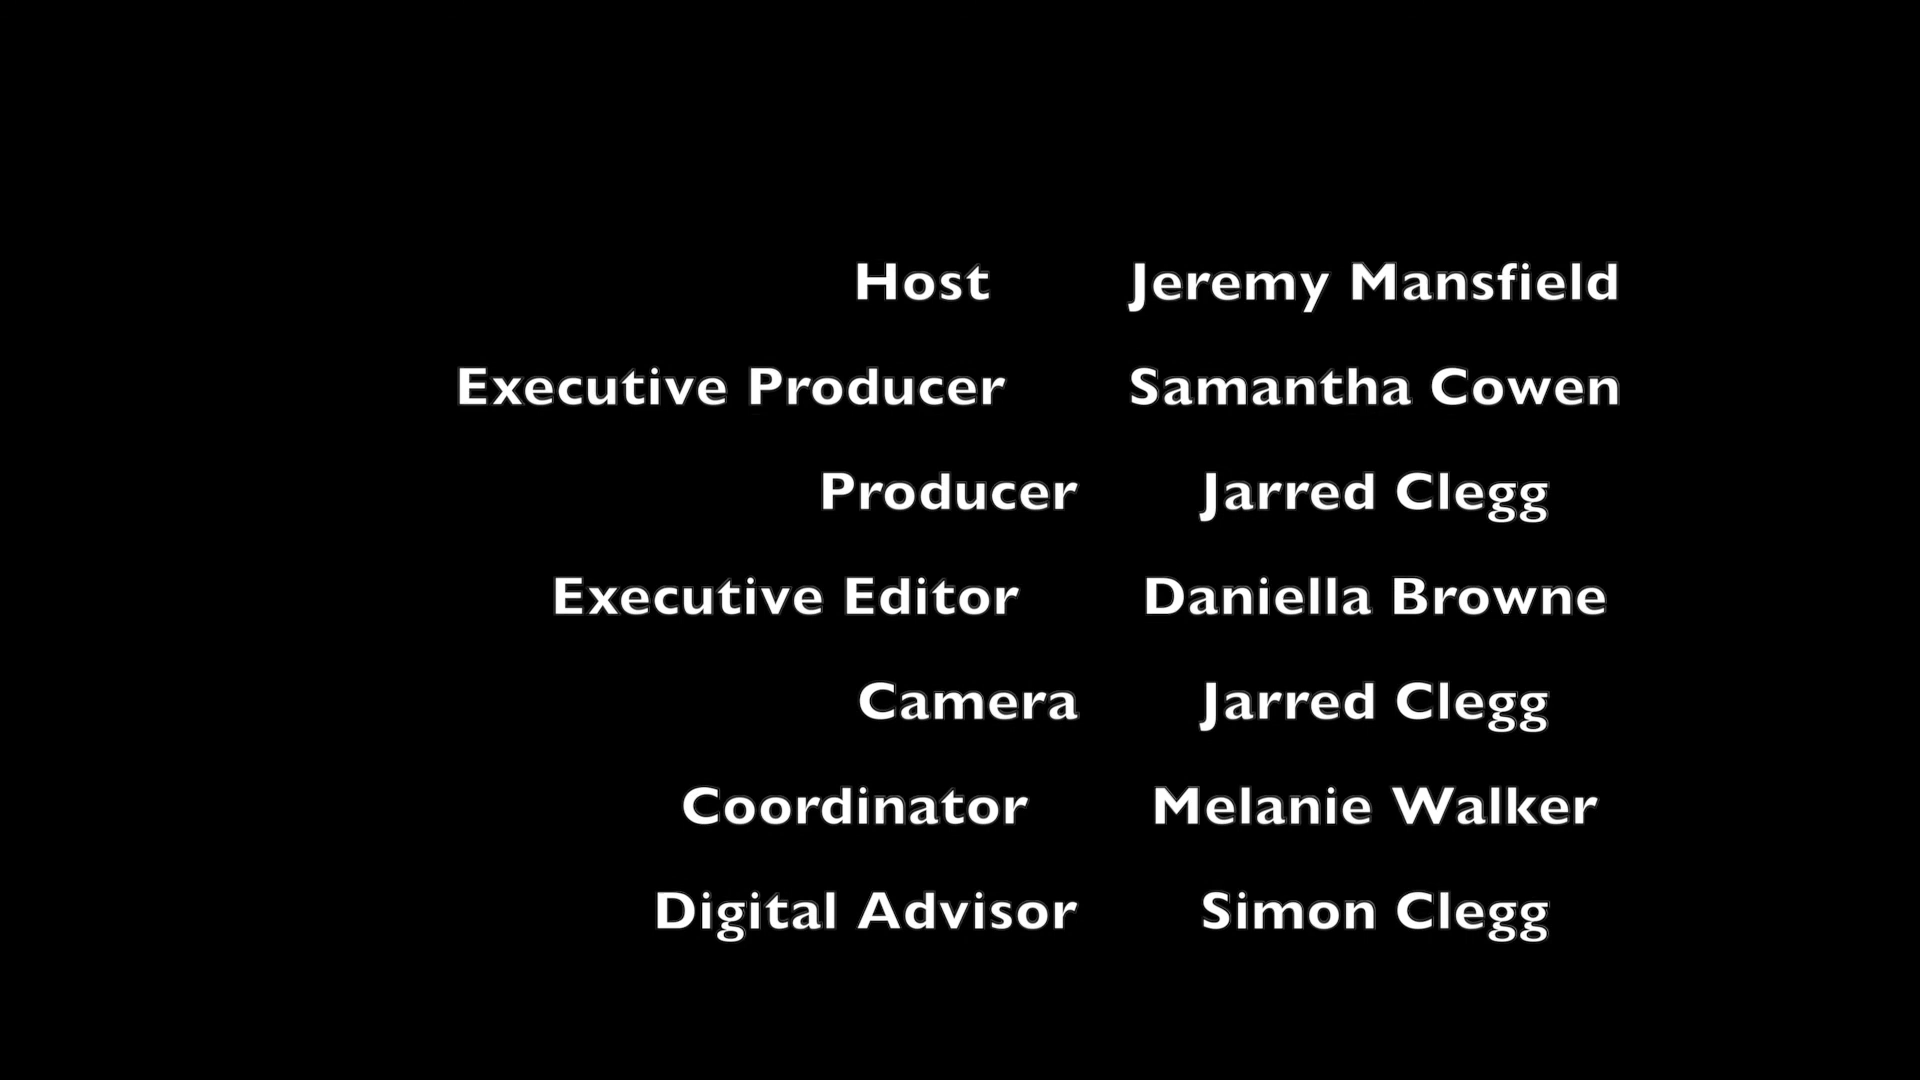 Host Jeremy Mansfield
Executive Producer Samantha Cowen
Producer Jarred Clegg
Executive Editor Daniella Browne
Camera Jarred Clegg
Coordinator Melanie Walker
Digital Advisor Simon Clegg